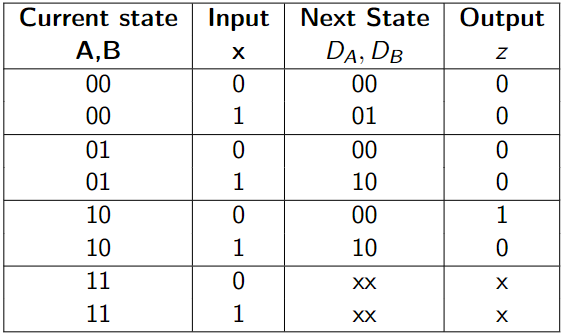 Current state Input Next State Output
A,B x D_A, D_B z
00 0 00 0
00 1 01 0
01 0 00 0
01 1 10 0
10 0 00 1
10 1 10 0
11 0 xx x
11 1 xx x